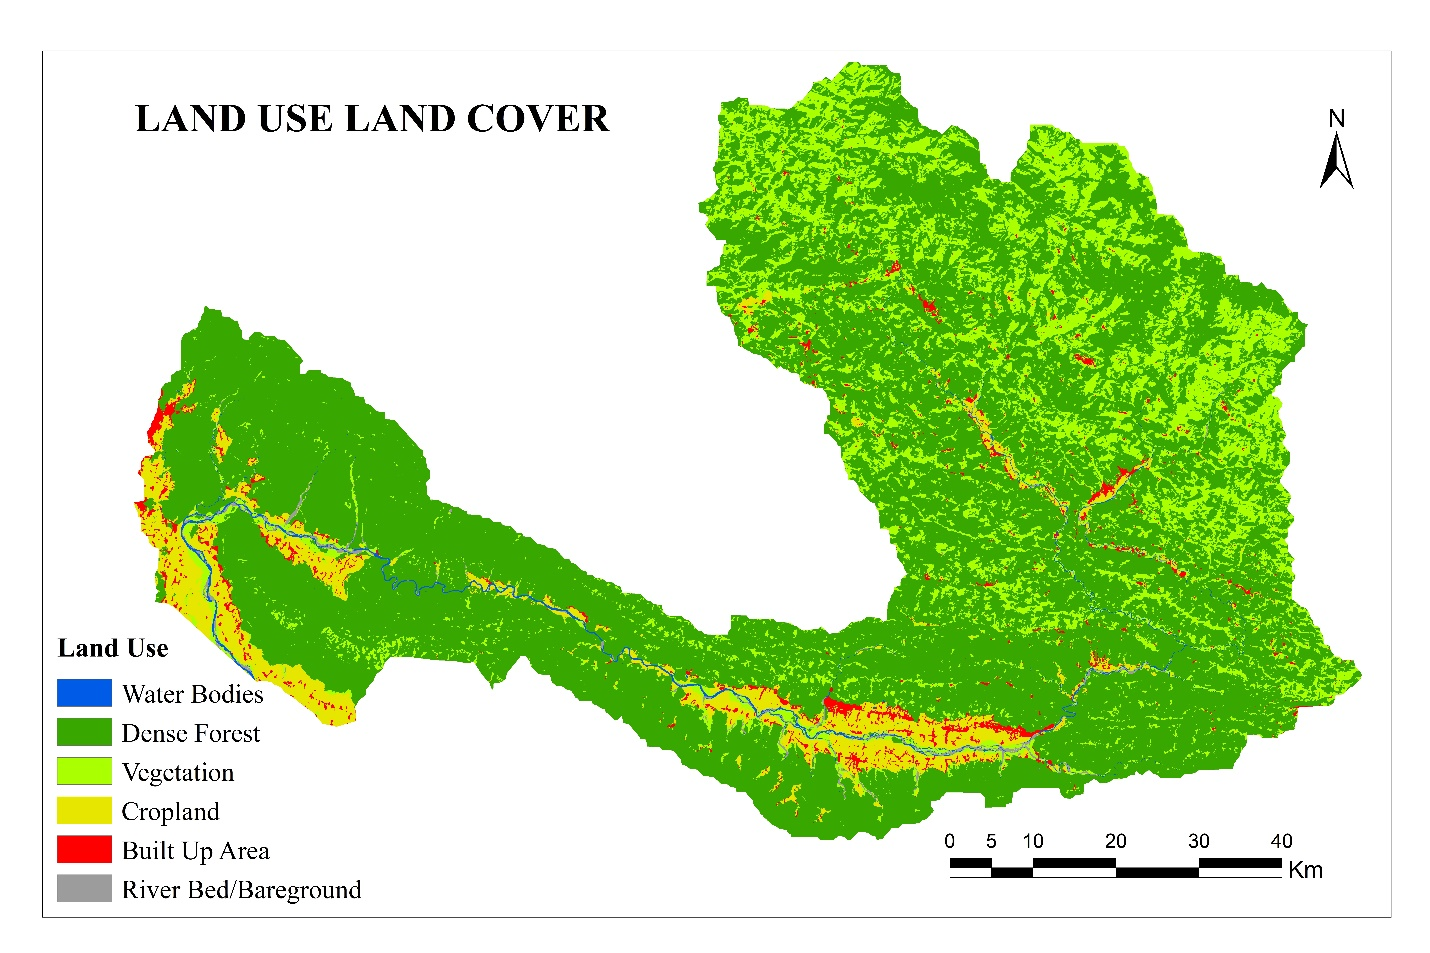 LAND USE LAND COVER
N
Land Use
Water Bodies
Dense Forest
Vegetation
Cropland
Built Up Area
River Bed/Bareground
0 5 10 20 30 40
Km